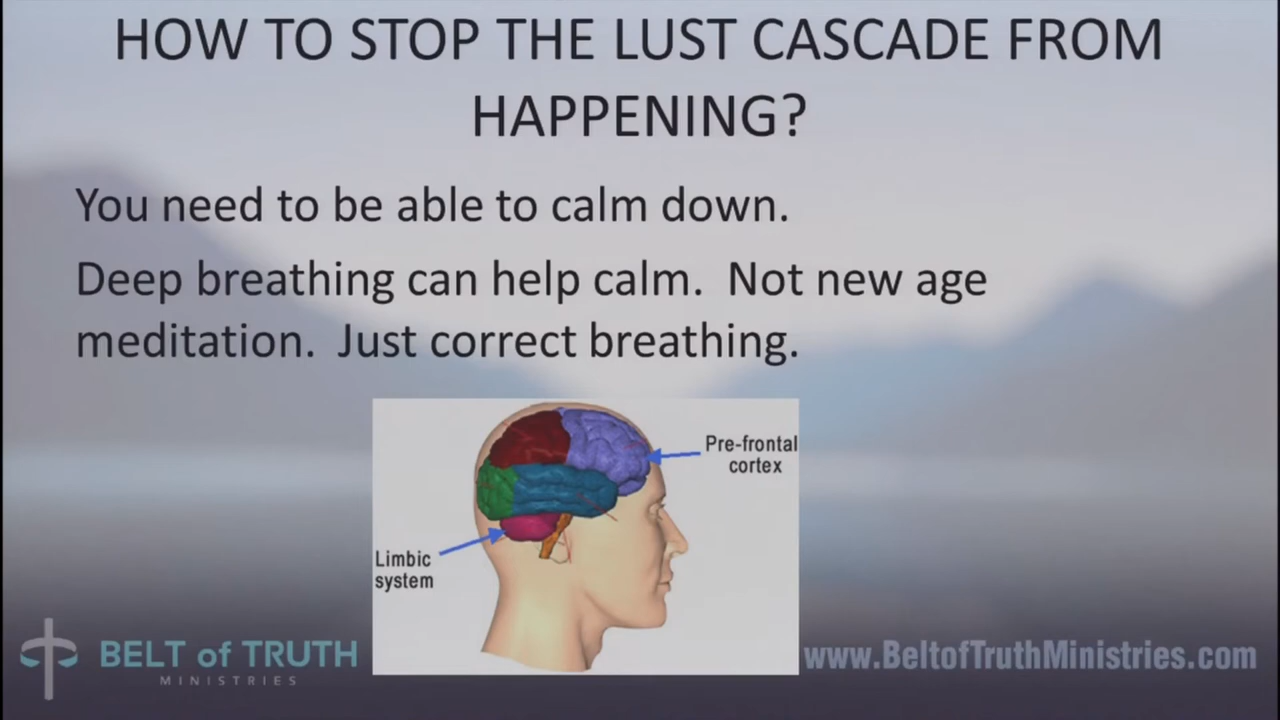 HOW TO STOP THE LUST CASCADE FROM
HAPPENING?
You need to be able to calm down.
Deep breathing can help calm.  Not new age
meditation.  Just correct breathing.
Pre-frontal
cortex
Limbic
system
BELT of TRUTH
MINISTRIES
www.BeltofTruthMinistries.com